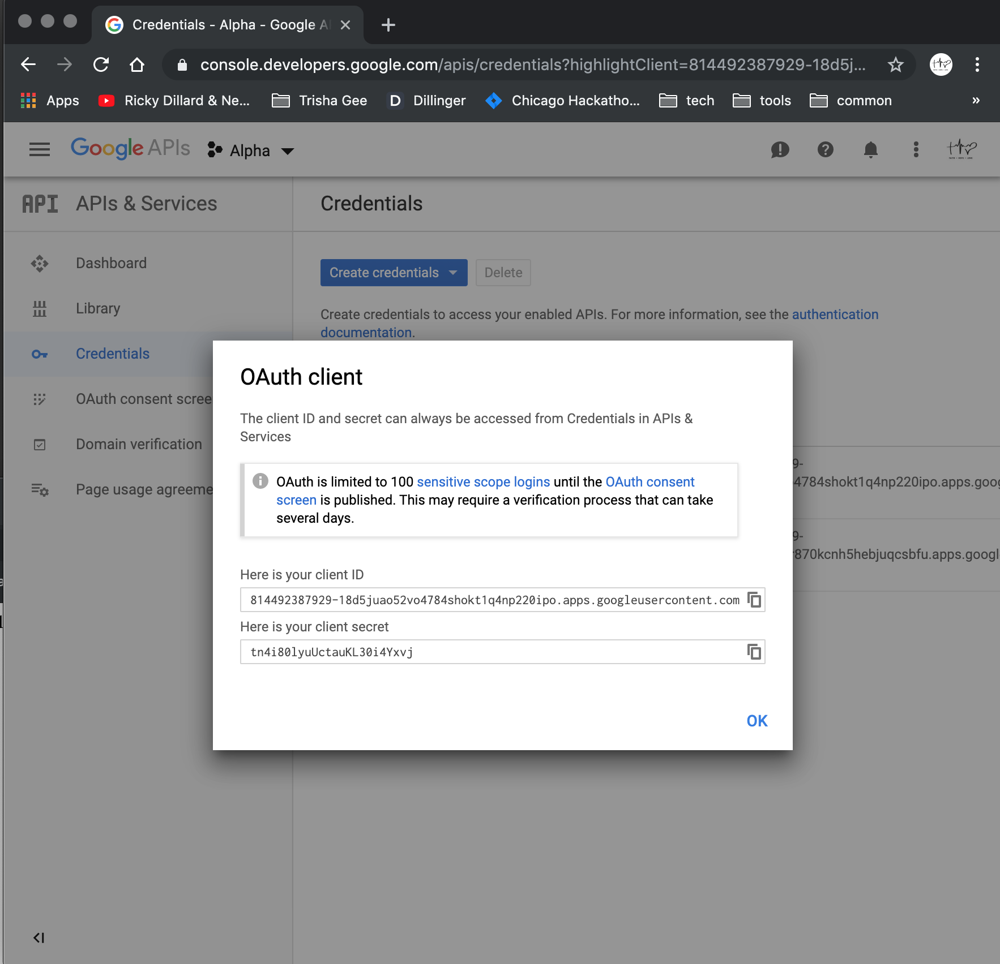 Credentials - Alpha - Google A
console.developers.google.com/apis/credentials?highlightClient=814492387929-18d5j...
Apps Ricky Dillard & Ne... Trisha Gee D Dillinger Chicago Hackatho... tech tools common »
Google APIs Alpha
API APIs & Services
Credentials
Dashboard
Library
Credentials
OAuth consent scree
Domain verification
Page usage agreeme
Create credentials Delete
Create credentials to access your enabled APIs. For more information, see the authentication
documentation.
OAuth client
The client ID and secret can always be accessed from Credentials in APIs &
Services
OAuth is limited to 100 sensitive scope logins until the OAuth consent
screen is published. This may require a verification process that can take
several days.
Here is your client ID
814492387929-18d5juao52vo4784shokt1q4np220ipo.apps.googleusercontent.com
Here is your client secret
tn4i80lyuUctauKL30i4Yxvj
OK
9-
4784shokt1q4np220ipo.apps.goog
9-
r870kcnh5hebjuqcsbfu.apps.googl